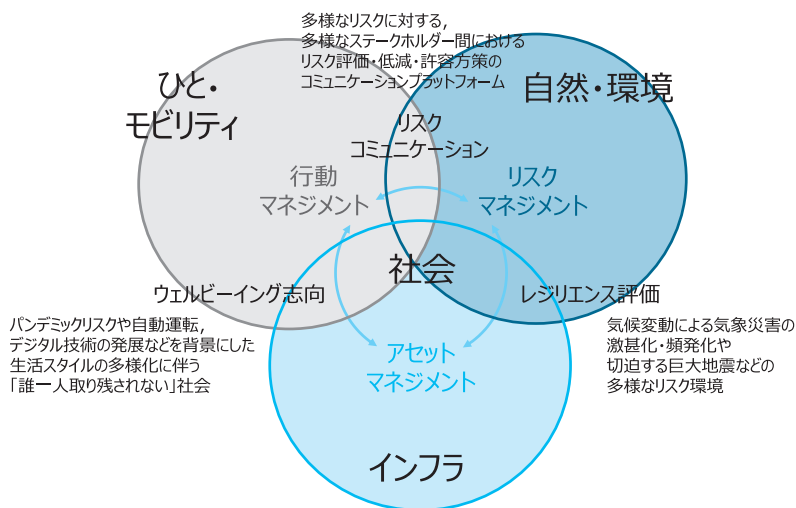 多様なリスクに対する,
多様なステークホルダー間における
リスク評価・低減・許容方策の
コミュニケーションプラットフォーム
ひと・
モビリティ
自然・環境
リスク
コミュニケーション
行動
マネジメント
リスク
マネジメント
社会
ウェルビーイング志向
レジリエンス評価
パンデミックリスクや自動運転,
デジタル技術の発展などを背景にした
生活スタイルの多様化に伴う
「誰一人取り残されない」社会
気候変動による気象災害の
激基化・頻発化や
切迫する巨大地震などの
多様なリスク環境
アセット
マネジメント
インフラ